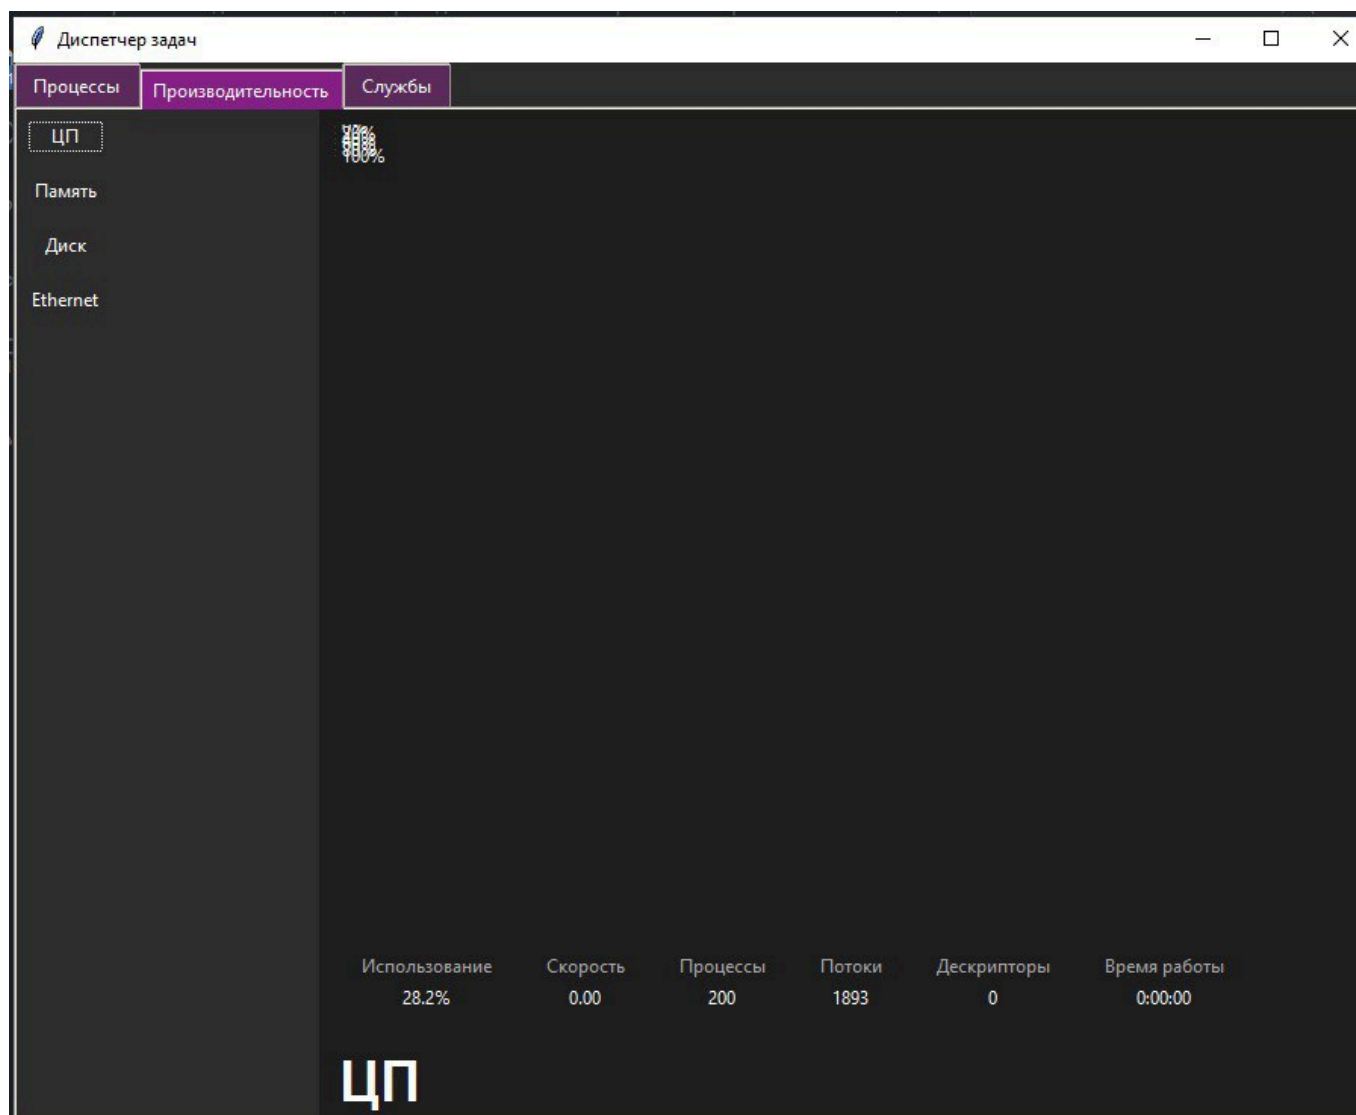 Диспетчер задач
Процессы Производительность Службы
ЦП
Память
Диск
Ethernet
100%
Использование Скорость Процессы Потоки Дескрипторы Время работы
28.2% 0.00 200 1893 0 0:00:00
ЦП